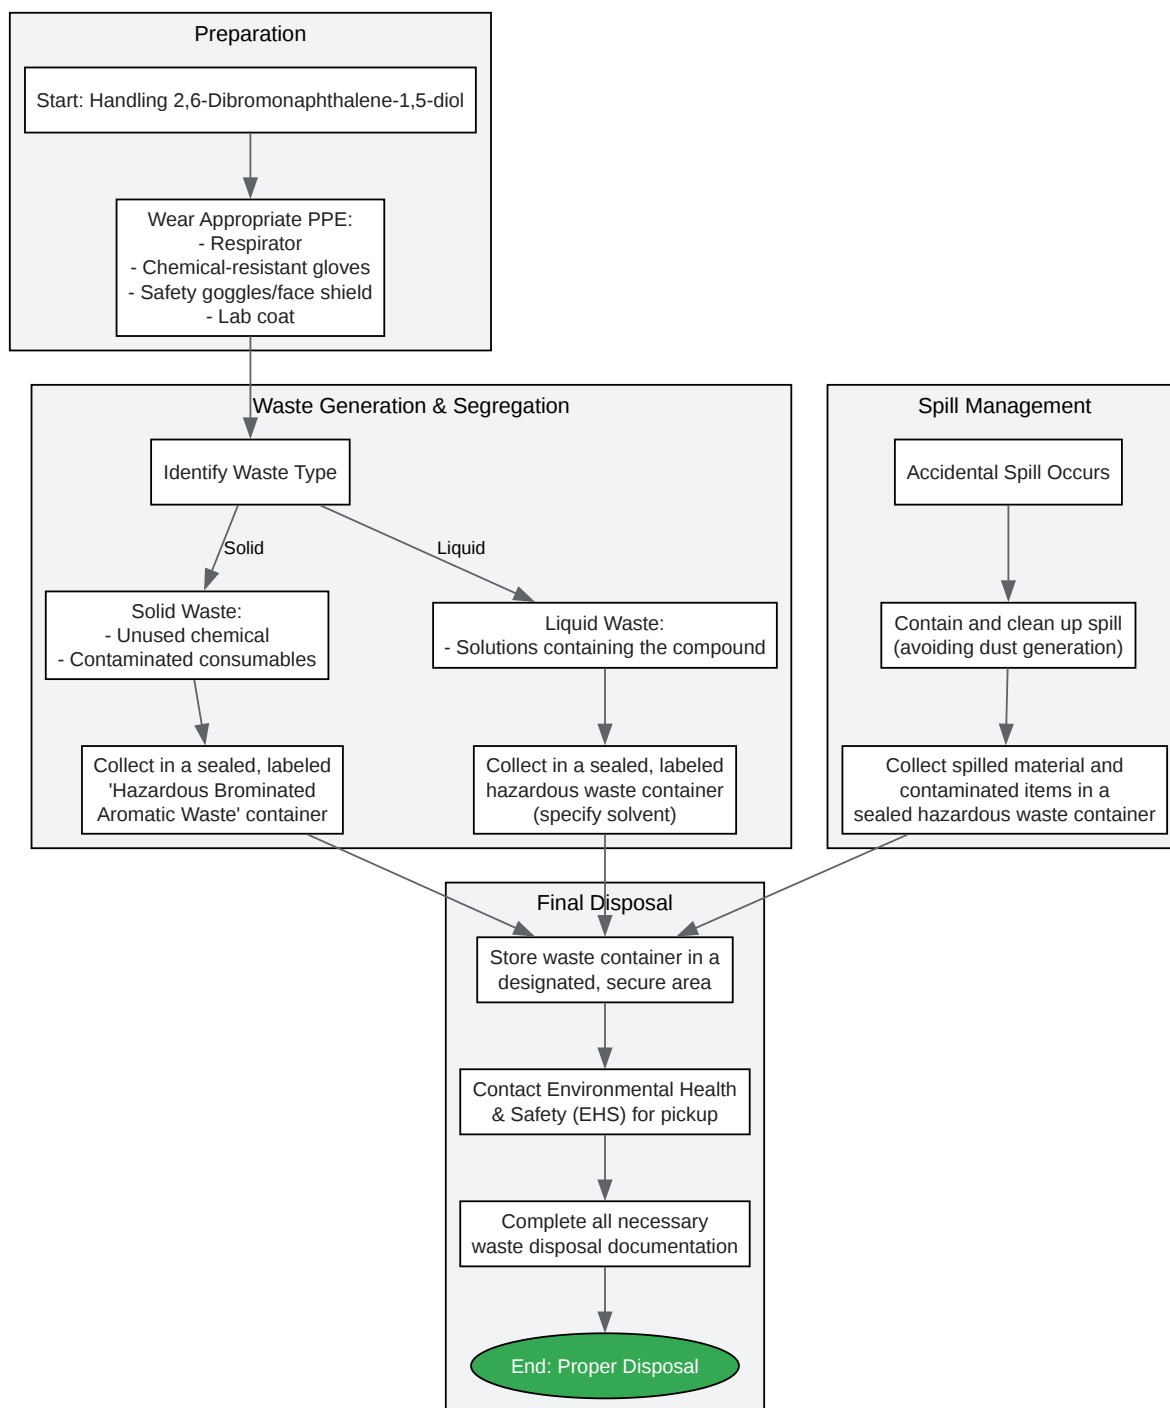 Preparation
Start: Handling 2,6-Dibromonaphthalene-1,5-diol
Wear Appropriate PPE:
- Respirator
- Chemical-resistant gloves
- Safety goggles/face shield
- Lab coat
Waste Generation & Segregation
Identify Waste Type
Solid
Liquid
Solid Waste:
- Unused chemical
- Contaminated consumables
Liquid Waste:
- Solutions containing the compound
Collect in a sealed, labeled
'Hazardous Brominated
Aromatic Waste' container
Collect in a sealed, labeled
hazardous waste container
(specify solvent)
Spill Management
Accidental Spill Occurs
Contain and clean up spill
(avoiding dust generation)
Collect spilled material and
contaminated items in a
sealed hazardous waste container
Final Disposal
Store waste container in a
designated, secure area
Contact Environmental Health
& Safety (EHS) for pickup
Complete all necessary
waste disposal documentation
End: Proper Disposal